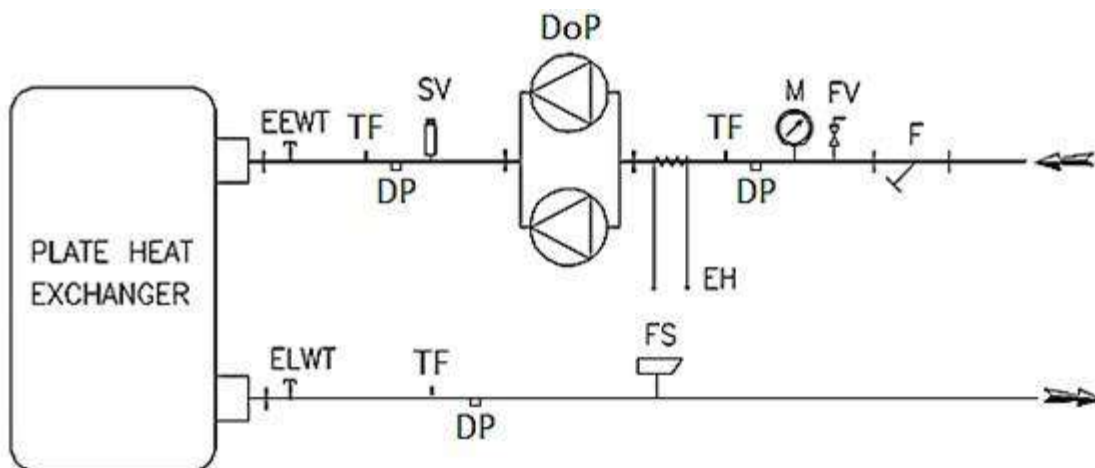 DoP
SV
M
FV
EEWT
TF
TF
F
DP
DP
PLATE HEAT
EXCHANGER
EH
FS
ELWT
TF
DP